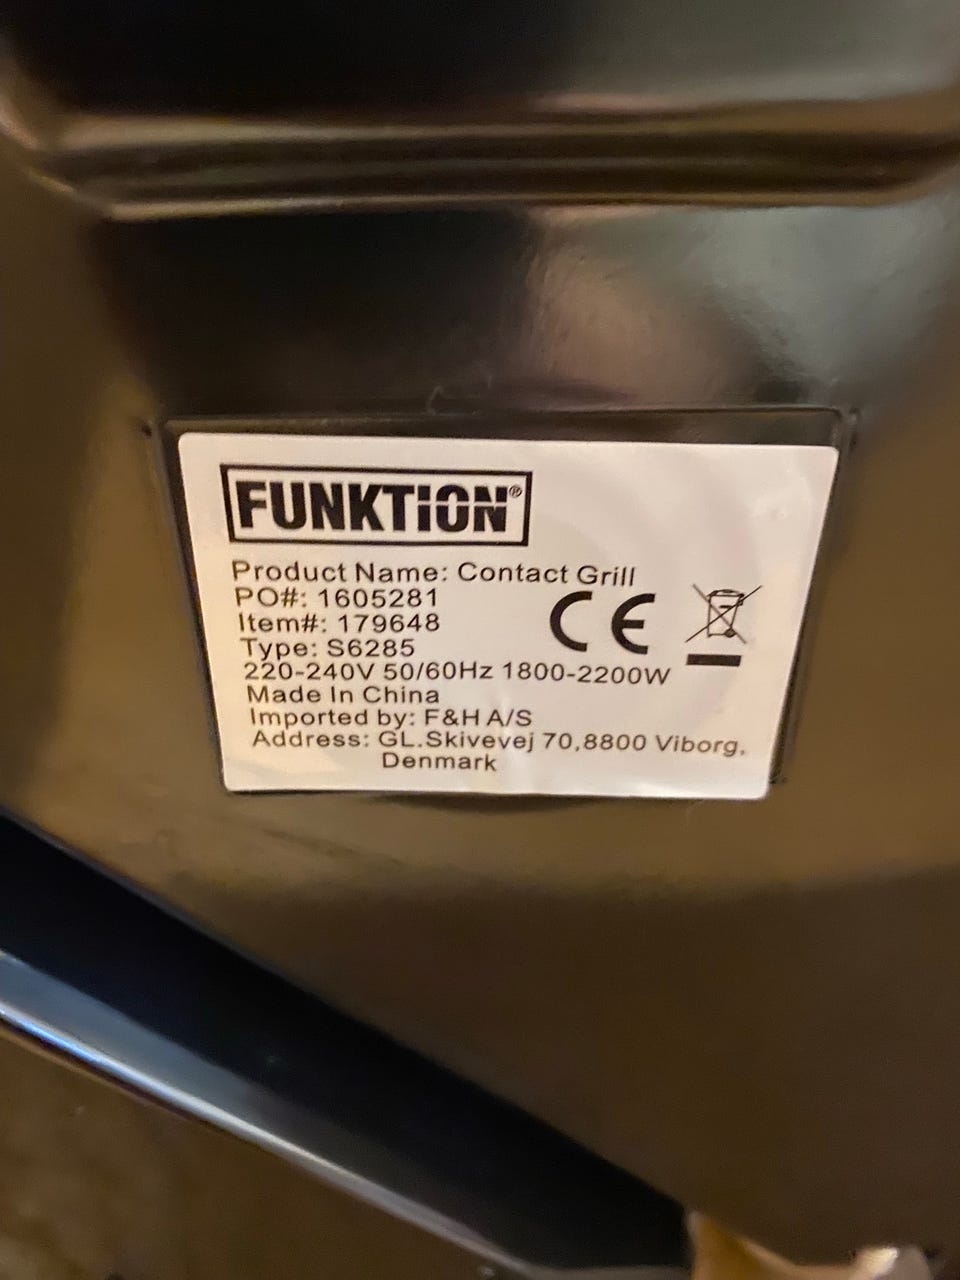 FUNKTION®
Product Name: Contact Grill
PO#: 1605281
Item#: 179648
Type: S6285
220-240V 50/60Hz 1800-2200W
Made In China
Imported by: F&H A/S
Address: GL.Skivevej 70,8800 Viborg,
Denmark
CE